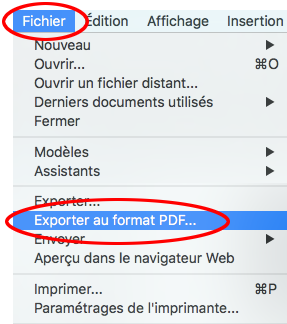 Fichier Édition Affichage Insertion
Nouveau
Ouvrir... ⌘O
Ouvrir un fichier distant...
Derniers documents utilisés
Fermer
Modèles
Assistants
Exporter...
Exporter au format PDF...
Envoyer
Aperçu dans le navigateur Web
Imprimer... ⌘P
Paramétrages de l'imprimante...